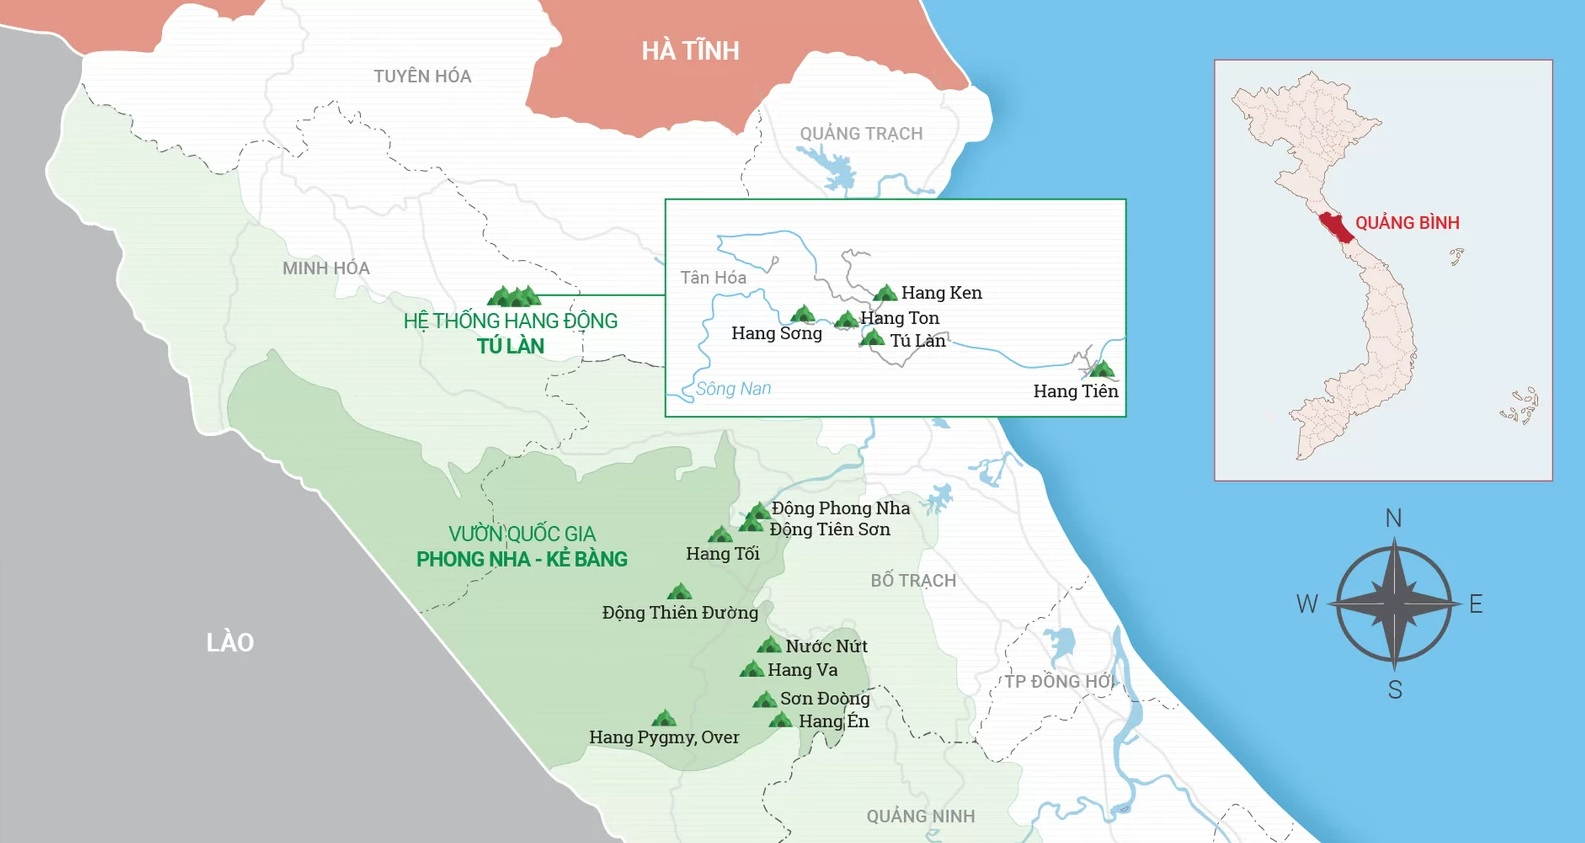 HÀ TĨNH
TUYÊN HÓA
QUẢNG TRẠCH
QUẢNG BÌNH
MINH HÓA
Tân Hóa
Hang Ken
Hang Ton
Hang Sơng
Tú Làn
Sông Nan
Hang Tiên
HỆ THỐNG HANG ĐỘNG
TÚ LÀN
Động Phong Nha
Động Tiên Sơn
Hang Tối
VƯỜN QUỐC GIA
PHONG NHA - KẺ BÀNG
BỐ TRẠCH
Động Thiên Đường
LÀO
Nước Nứt
Hang Va
TP ĐỒNG HỚI
Sơn Đoòng
Hang Én
Hang Pygmy, Over
QUẢNG NINH
N
W
E
S